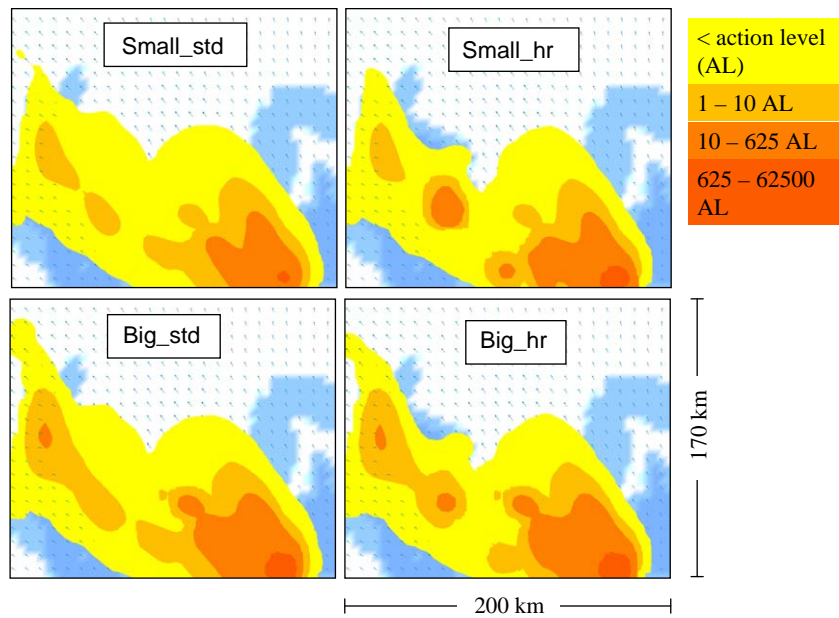 Small_std
Small_hr
< action level
(AL)
1 – 10 AL
10 – 625 AL
625 – 62500
AL
Big_std
Big_hr
170 km
200 km